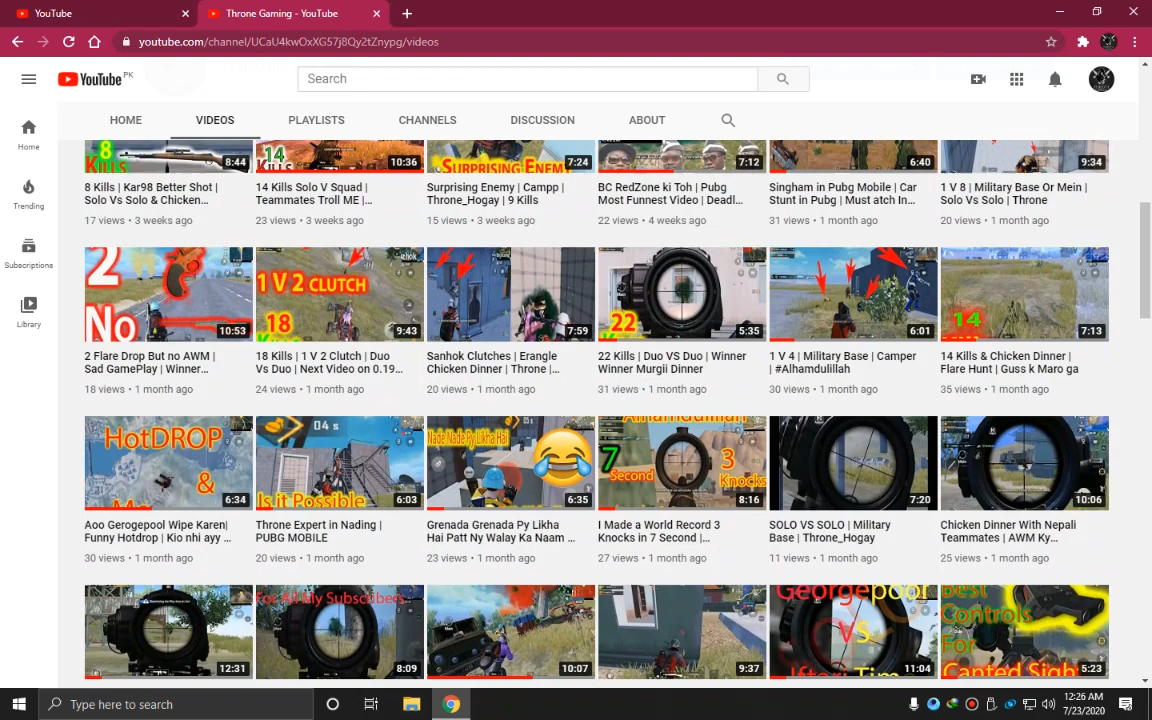 YouTube
Throne Gaming - YouTube
youtube.com/channel/UCaU4kwOxXG57j8Qy2tZnypg/videos
YouTube PK
Search
HOME
VIDEOS
PLAYLISTS
CHANNELS
DISCUSSION
ABOUT
Home
Trending
Subscriptions
Library
8
Kills
8:44
14
Kills
10:36
Surprising Enemy
7:24
7:12
6:40
9:34
8 Kills | Kar98 Better Shot |
Solo Vs Solo & Chicken...
17 views • 3 weeks ago
14 Kills Solo V Squad |
Teammates Troll ME |...
23 views • 3 weeks ago
Surprising Enemy | Campp |
Throne_Hogay | 9 Kills
15 views • 3 weeks ago
BC RedZone ki Toh | Pubg
Most Funnest Video | Deadl...
22 views • 4 weeks ago
Singham in Pubg Mobile | Car
Stunt in Pubg | Must atch In...
31 views • 1 month ago
1 V 8 | Military Base Or Mein |
Solo Vs Solo | Throne
20 views • 1 month ago
2
No
10:53
1 V 2 CLUTCH
18
9:43
7:59
22
5:35
6:01
14
7:13
2 Flare Drop But no AWM |
Sad GamePlay | Winner...
18 views • 1 month ago
18 Kills | 1 V 2 Clutch | Duo
Vs Duo | Next Video on 0.19...
24 views • 1 month ago
Sanhok Clutches | Erangle
Chicken Dinner | Throne |...
20 views • 1 month ago
22 Kills | Duo VS Duo | Winner
Winner Murgii Dinner
31 views • 1 month ago
1 V 4 | Military Base | Camper
| #Alhamdulillah
30 views • 1 month ago
14 Kills & Chicken Dinner |
Flare Hunt | Guss k Maro ga
35 views • 1 month ago
HotDROP
&
6:34
04 s
Is it Possible
6:03
Nade Nade Py Likha Hai
6:35
Alhamdulillah
7
Second
3
Knocks
8:16
7:20
10:06
Aoo Gerogepool Wipe Karen|
Funny Hotdrop | Kio nhi ayy ...
30 views • 1 month ago
Throne Expert in Nading |
PUBG MOBILE
20 views • 1 month ago
Grenada Grenada Py Likha
Hai Patt Ny Walay Ka Naam ...
23 views • 1 month ago
I Made a World Record 3
Knocks in 7 Second |...
27 views • 1 month ago
SOLO VS SOLO | Military
Base | Throne_Hogay
11 views • 1 month ago
Chicken Dinner With Nepali
Teammates | AWM Ky...
25 views • 1 month ago
12:31
For All My Subscribers
8:09
10:07
9:37
Georgepool
VS
Iftari Tim
11:04
Best
Controls
For
Canted Sigh
5:23
Type here to search
12:26 AM
7/23/2020